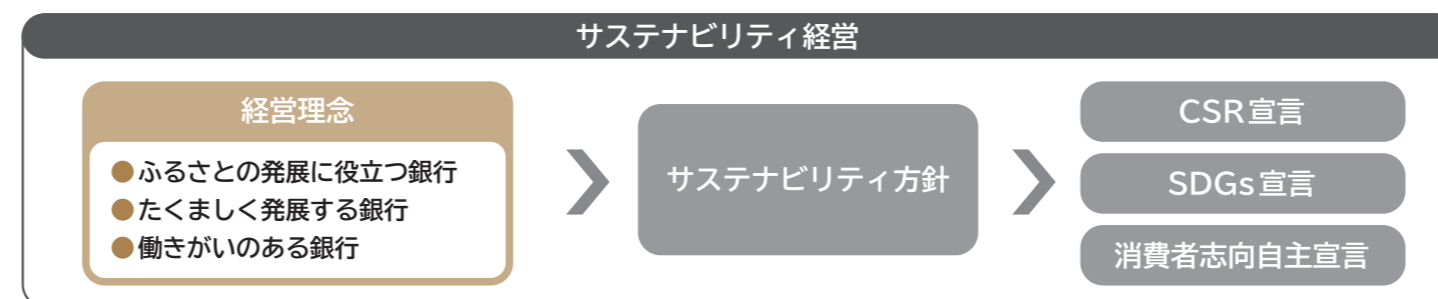 サステナビリティ経営
経営理念
●ふるさとの発展に役立つ銀行
●たくましく発展する銀行
●働きがいのある銀行
サステナビリティ方針
CSR宣言
SDGs宣言
消費者志向自主宣言